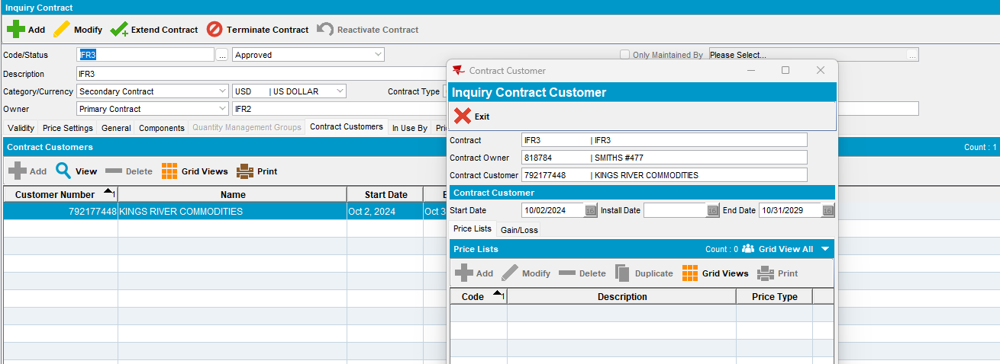 Inquiry Contract
Add Modify Extend Contract Terminate Contract Reactivate Contract
Code/Status IFR3 ... Approved Only Maintained By Please Select... ...
Description IFR3
Category/Currency Secondary Contract USD | US DOLLAR Contract Type
Owner Primary Contract IFR2
Validity Price Settings General Components Quantity Management Groups Contract Customers In Use By
Contract Customers Count : 1
Add View Delete Grid Views Print
Customer Number 1 Name Start Date
792177448 KINGS RIVER COMMODITIES Oct 2, 2024 Oct 3
Contract Customer
Inquiry Contract Customer
Exit
Contract IFR3 | IFR3
Contract Owner 818784 | SMITHS #477
Contract Customer 792177448 | KINGS RIVER COMMODITIES
Contract Customer
Start Date 10/02/2024 16 Install Date 16 End Date 10/31/2029 16
Price Lists Gain/Loss
Price Lists Count : 0 Grid View All
Add Modify Delete Duplicate Grid Views Print
Code 1 Description Price Type